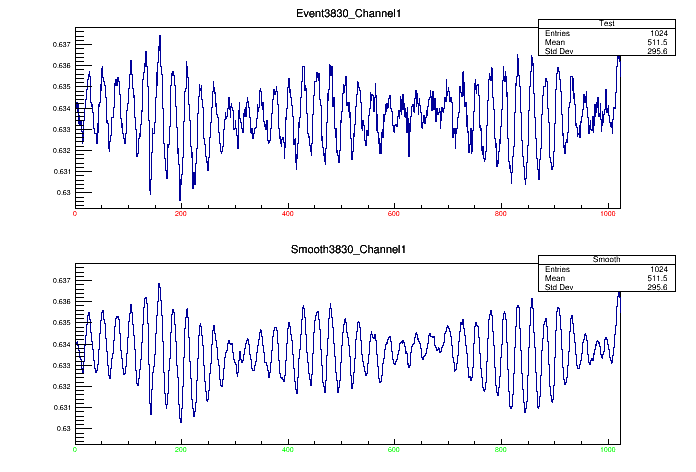 Event3830_Channel1
Test
Entries 1024
Mean 511.5
Std Dev 295.6
0.637
0.636
0.635
0.634
0.633
0.632
0.631
0.63
0 200 400 600 800 1000
Smooth3830_Channel1
Smooth
Entries 1024
Mean 511.5
Std Dev 295.6
0.637
0.636
0.635
0.634
0.633
0.632
0.631
0.63
0 200 400 600 800 1000